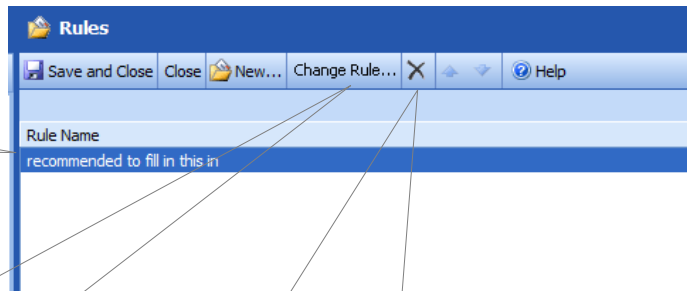 Rules
Save and Close Close New... Change Rule... Help
Rule Name
recommended to fill in this in